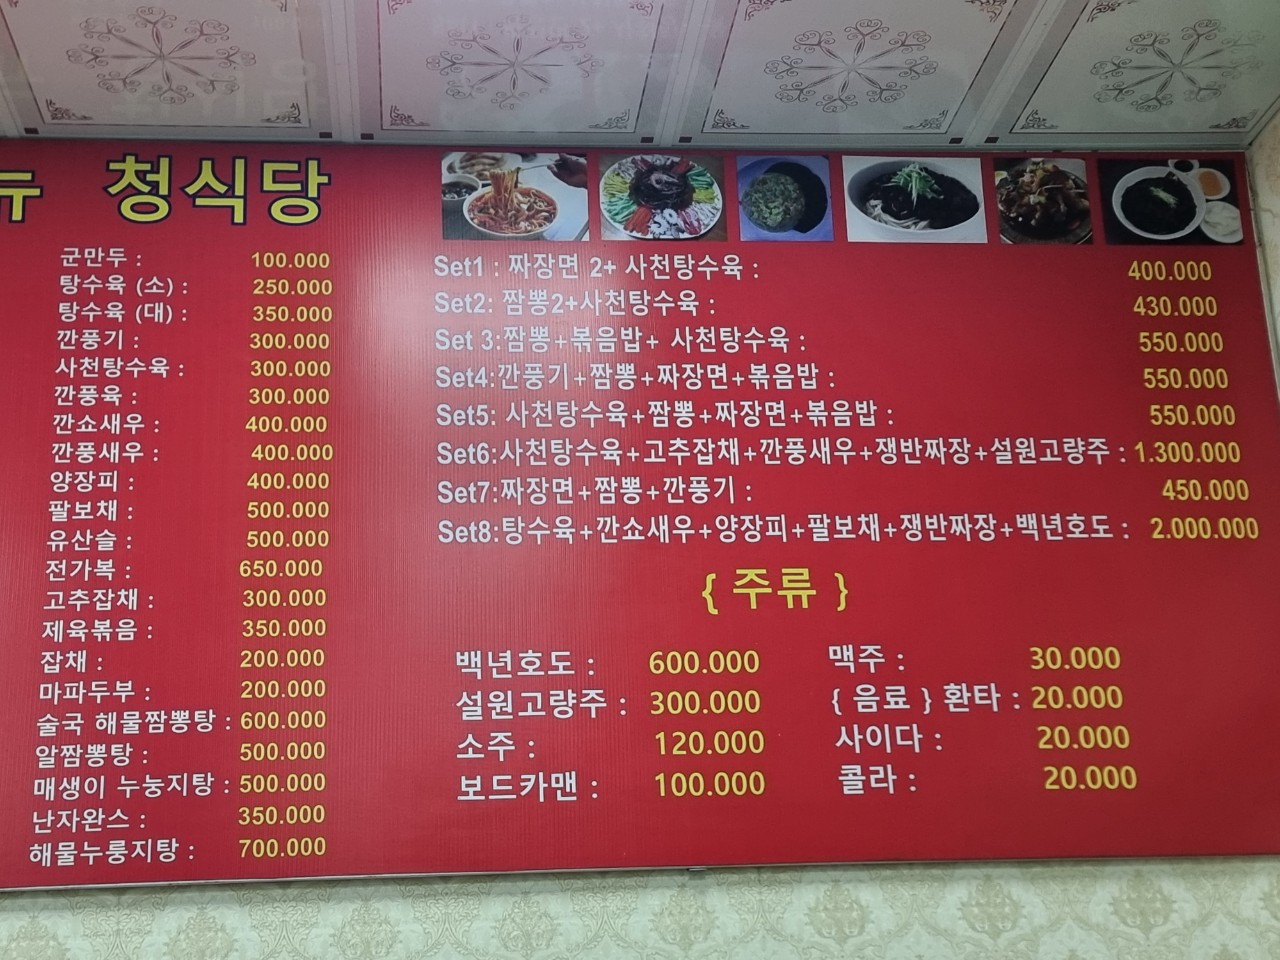 뉴 청식당
군만두 : 100.000
탕수육 (소) : 250.000
탕수육 (대) : 350.000
깐풍기 : 300.000
사천탕수육 : 300.000
깐풍육 : 300.000
깐쇼새우 : 400.000
깐풍새우 : 400.000
양장피 : 400.000
팔보채 : 500.000
유산슬 : 500.000
전가복 : 650.000
고추잡채 : 300.000
제육볶음 : 350.000
잡채 : 200.000
마파두부 : 200.000
술국 해물짬뽕탕 : 600.000
알짬뽕탕 : 500.000
매생이 누눙지탕 : 500.000
난자완스 : 350.000
해물누룽지탕 : 700.000
Set1 : 짜장면 2+ 사천탕수육 : 400.000
Set2: 짬뽕2+사천탕수육 : 430.000
Set 3:짬뽕+볶음밥+ 사천탕수육 : 550.000
Set4:깐풍기+짬뽕+짜장면+볶음밥 : 550.000
Set5: 사천탕수육+짬뽕+짜장면+볶음밥 : 550.000
Set6:사천탕수육+고추잡채+깐풍새우+쟁반짜장+설원고량주 : 1.300.000
Set7:짜장면+짬뽕+깐풍기 : 450.000
Set8:탕수육+깐쇼새우+양장피+팔보채+쟁반짜장+백년호도 : 2.000.000
{ 주류 }
백년호도 : 600.000
설원고량주 : 300.000
소주 : 120.000
보드카맨 : 100.000
맥주 : 30.000
{ 음료 } 환타 : 20.000
사이다 : 20.000
콜라 : 20.000